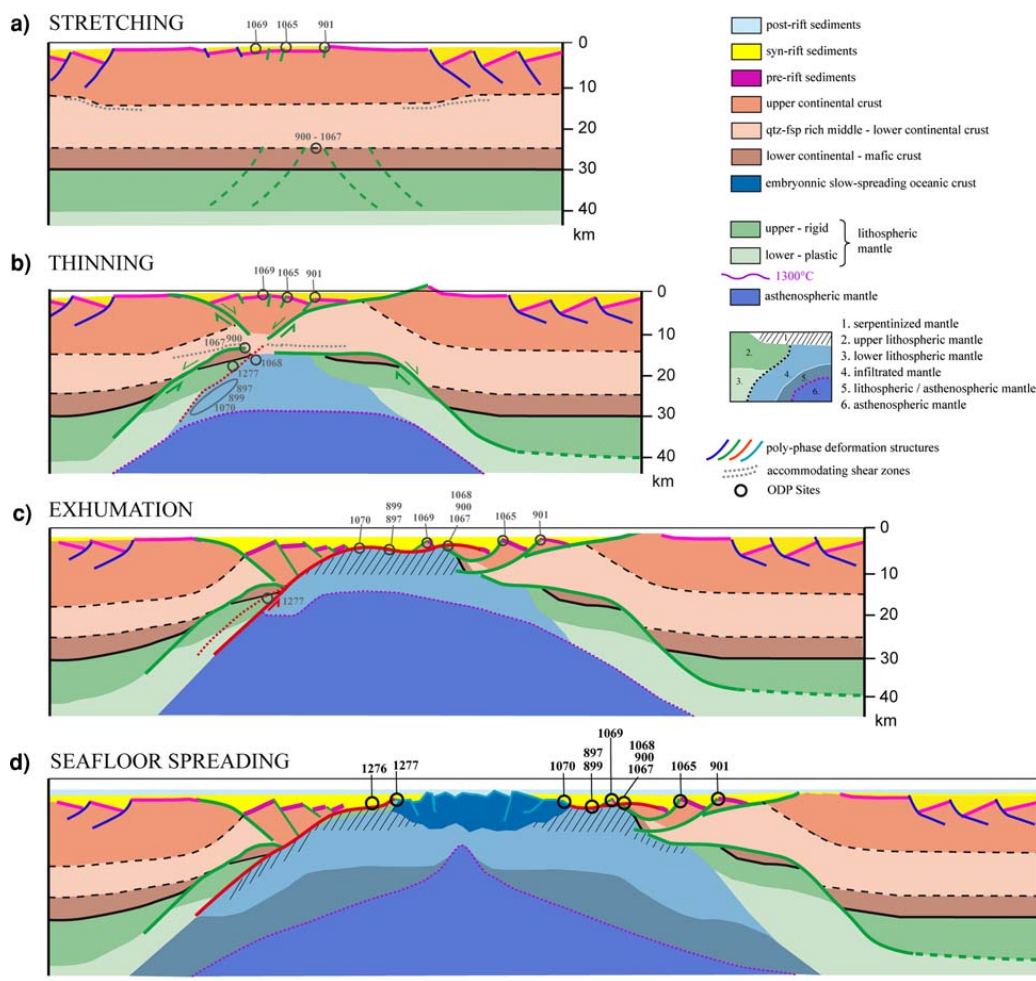 a) STRETCHING
1069 1065 901
900 - 1067
0
10
20
30
40
km
b) THINNING
1069 1065 901
1067 900
1068
1277
897
899
1070
0
10
20
30
40
km
c) EXHUMATION
1070
899
897
1069
1068
900
1067
1065
901
1277
0
10
20
30
40
km
d) SEAFLOOR SPREADING
1276 1277
1070
897
899
1069
1068
900
1067
1065
901
post-rift sediments
syn-rift sediments
pre-rift sediments
upper continental crust
qtz-fsp rich middle - lower continental crust
lower continental - mafic crust
embryonnic slow-spreading oceanic crust
upper - rigid
lower - plastic
lithospheric
mantle
1300°C
asthenospheric mantle
1.
2.
3.
4.
5.
6.
1. serpentinized mantle
2. upper lithospheric mantle
3. lower lithospheric mantle
4. infiltrated mantle
5. lithospheric / asthenospheric mantle
6. asthenospheric mantle
poly-phase deformation structures
accommodating shear zones
ODP Sites